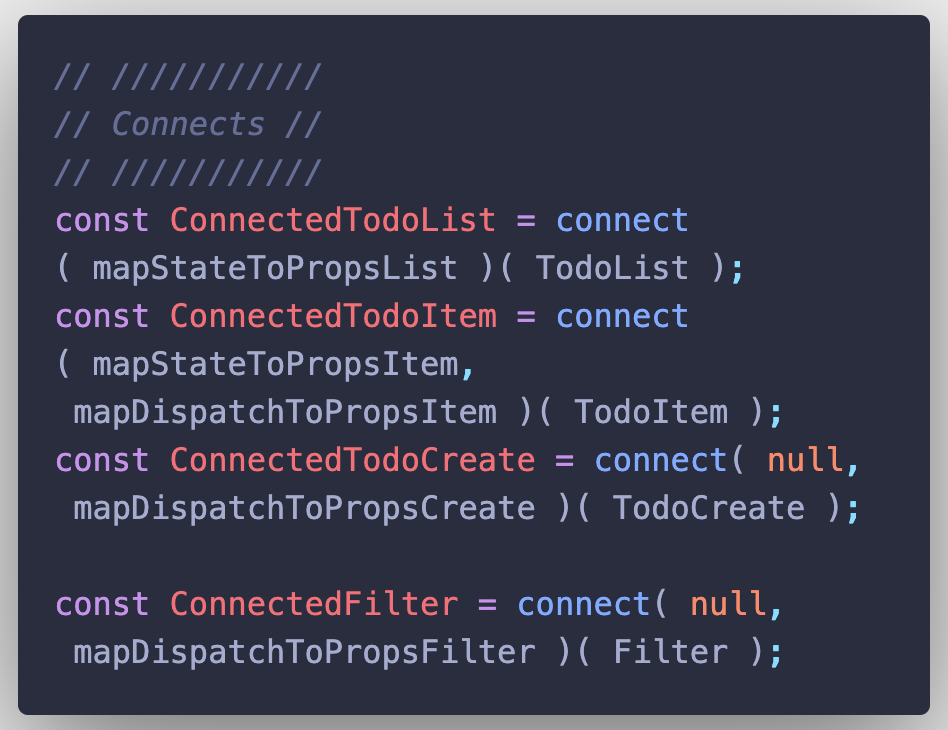 // ///////////
// Connects //
// ///////////
const ConnectedTodoList = connect
( mapStateToPropsList )( TodoList );
const ConnectedTodoItem = connect
( mapStateToPropsItem,
 mapDispatchToPropsItem )( TodoItem );
const ConnectedTodoCreate = connect( null,
 mapDispatchToPropsCreate )( TodoCreate );

const ConnectedFilter = connect( null,
 mapDispatchToPropsFilter )( Filter );